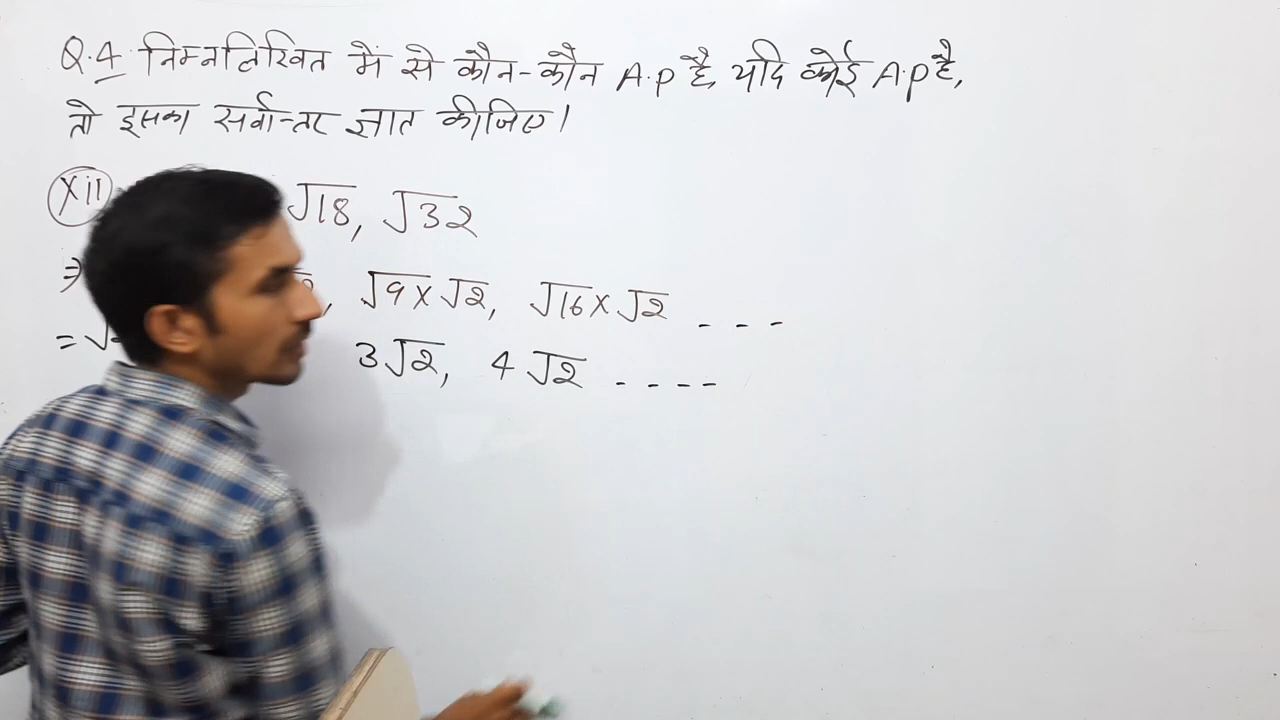 Q.4 निम्नलिखित में से कौन-कौन A.P है, यदि कोई A.P है,
तो इसका सर्वान्तर ज्ञात कीजिए।
XII √18, √32
⇒ √9 × √2, √16 × √2 - - -
= 3√2, 4√2 - - - -